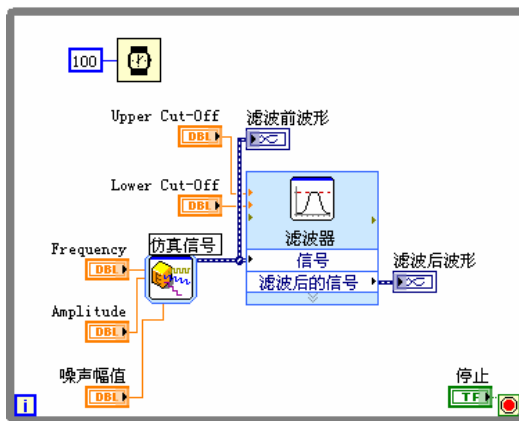 100
Upper Cut-Off
DBL
滤波前波形
Lower Cut-Off
DBL
滤波器
信号
滤波后的信号
滤波后波形
Frequency
DBL
仿真信号
Amplitude
DBL
噪声幅值
DBL
停止
TF
i